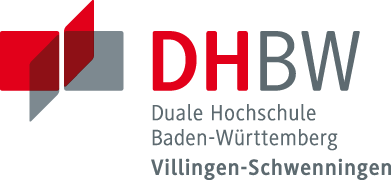 DHBW
Duale Hochschule
Baden-Württemberg
Villingen-Schwenningen